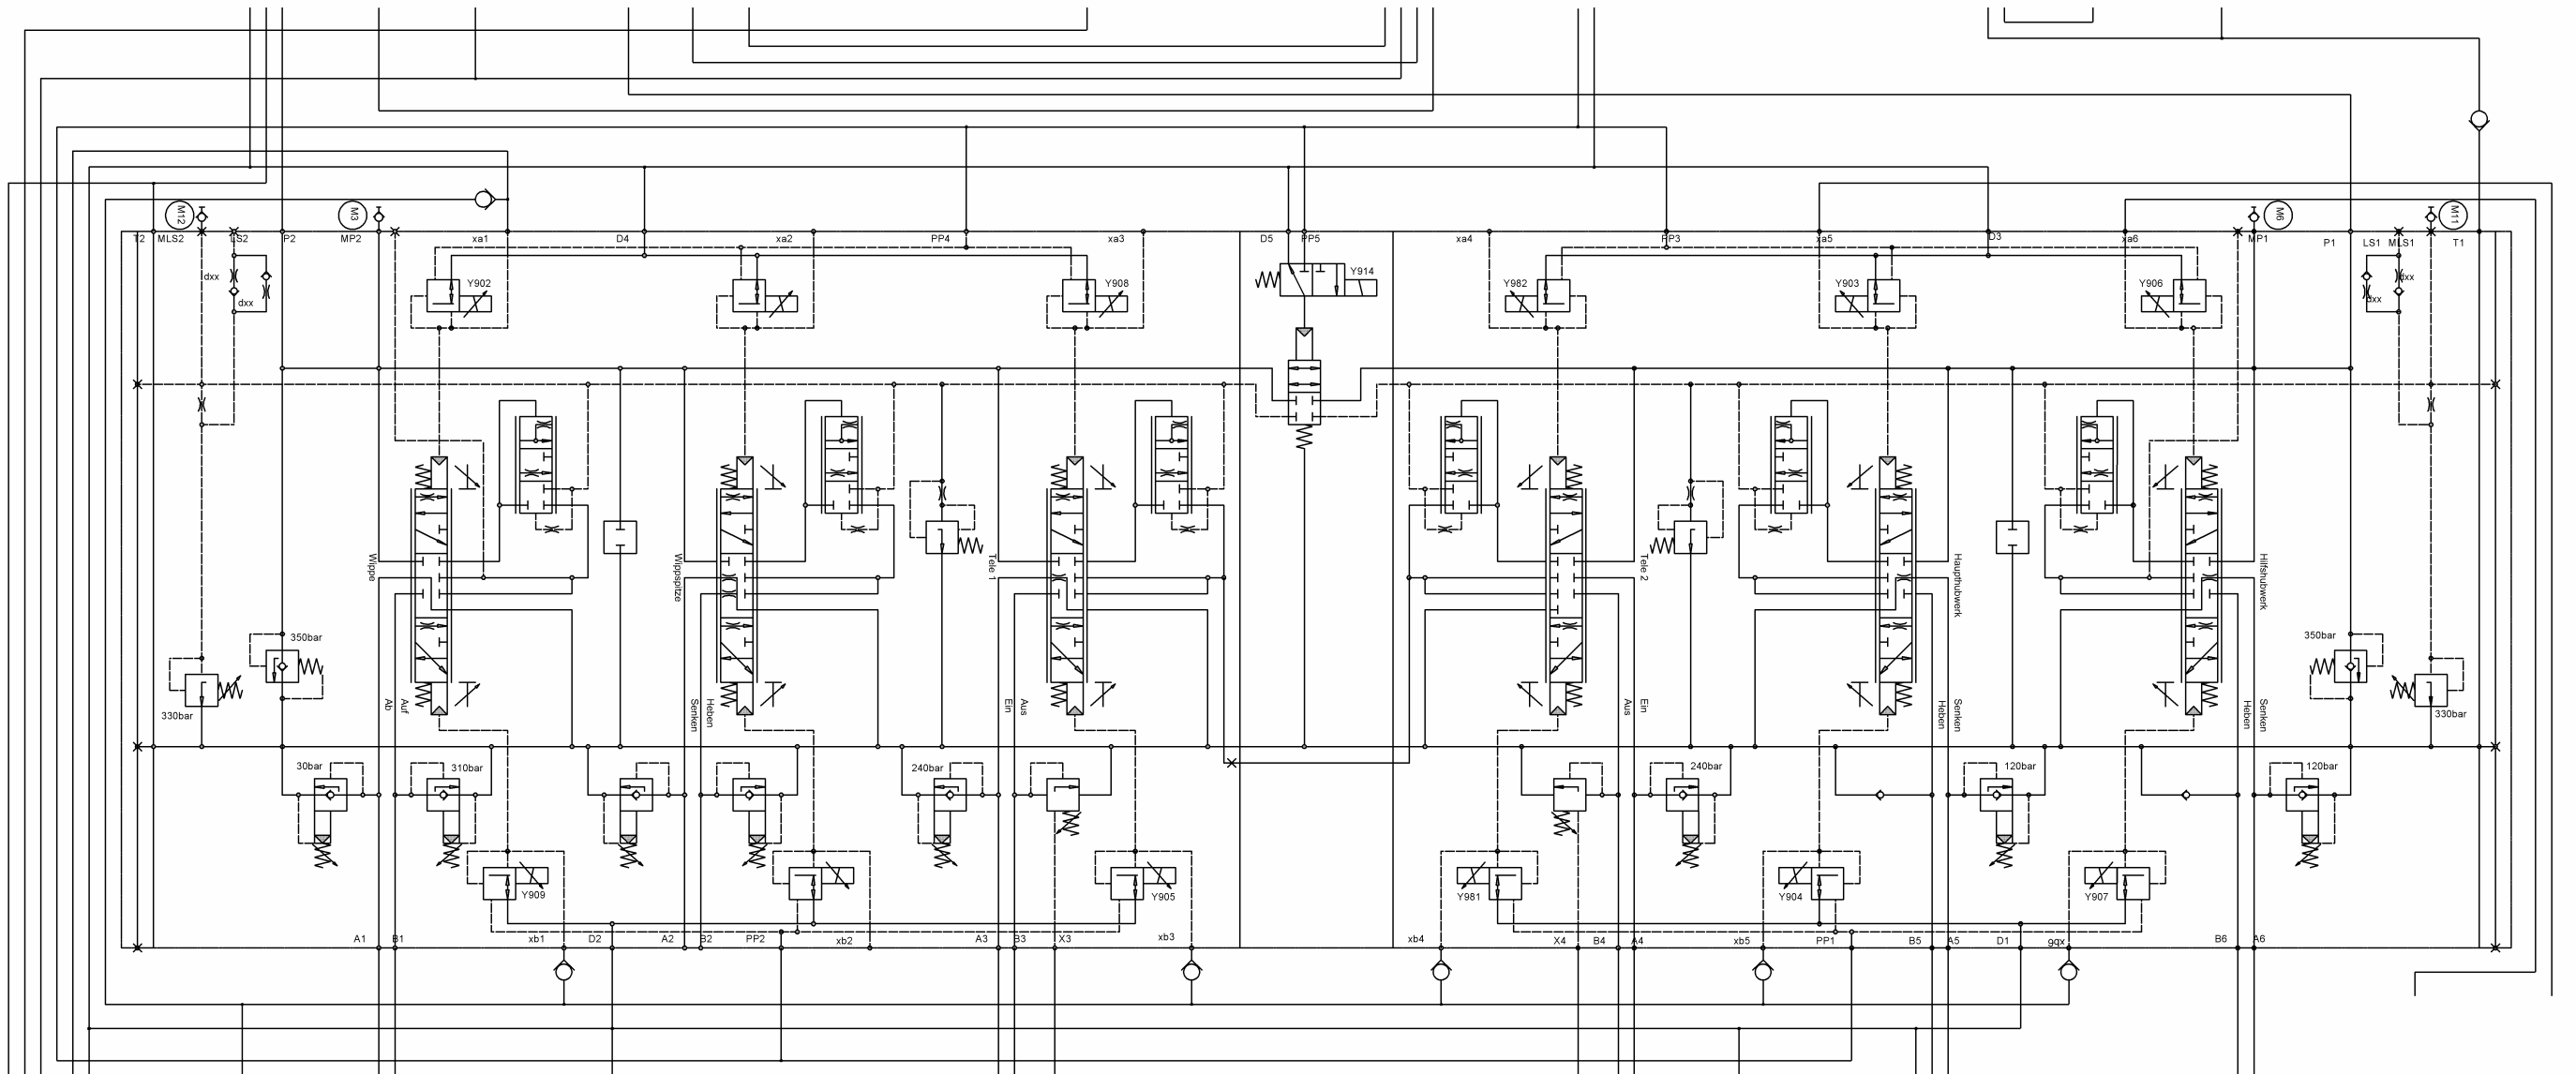 M12
M3
M6
M11
T2
MLS2
LS2
P2
MP2
xa1
D4
xa2
PP4
xa3
D5
PP5
xa4
PP3
xa5
D3
xa6
MP1
P1
LS1
MLS1
T1
dxx
dxx
dxx
dxx
Y902
Y908
Y914
Y982
Y903
Y906
Wippe
Wippspitze
Tele 1
Tele 2
Haupthubwerk
Hilfshubwerk
350bar
330bar
350bar
330bar
Ab
Auf
Senken
Heben
Ein
Aus
Aus
Ein
Heben
Senken
Heben
Senken
30bar
310bar
240bar
240bar
120bar
120bar
Y909
Y905
Y981
Y904
Y907
A1
B1
xb1
D2
A2
B2
PP2
xb2
A3
B3
X3
xb3
xb4
X4
B4
A4
xb5
PP1
B5
A5
D1
gqx
B6
A6